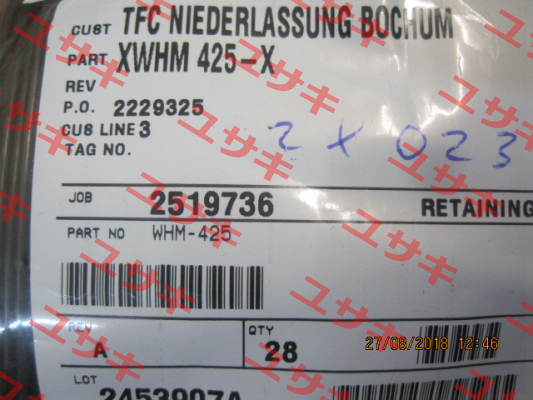 CUST TFC NIEDERLASSUNG BOCHUM
PART XWHM 425-X
REV
P.O. 2229325
CUS LINE 3
TAG NO.
2 X 023
JOB 2519736 RETAINING
PART NO WHM-425
REV A QTY 28
27/08/2018 12:46
LOT 2453907A
ユサキ